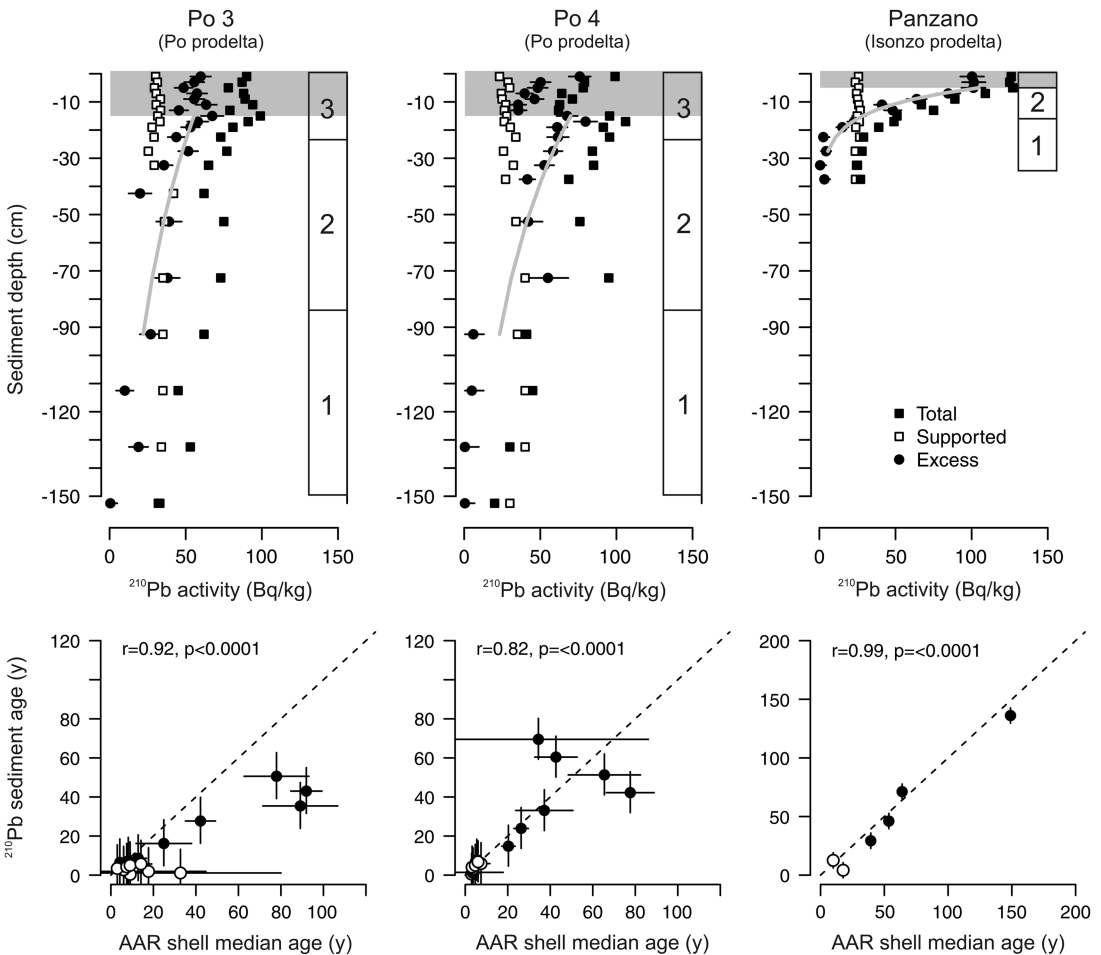 Po 3
(Po prodelta)
Po 4
(Po prodelta)
Panzano
(Isonzo prodelta)
Sediment depth (cm)
-10
-30
-50
-70
-90
-120
-150
3
2
1
0 50 100 150
²¹⁰Pb activity (Bq/kg)
-10
-30
-50
-70
-90
-120
-150
3
2
1
0 50 100 150
²¹⁰Pb activity (Bq/kg)
-10
-30
-50
-70
-90
-120
-150
2
1
Total
Supported
Excess
0 50 100 150
²¹⁰Pb activity (Bq/kg)
²¹⁰Pb sediment age (y)
120
80
60
40
20
0
r=0.92, p<0.0001
0 20 40 60 80 100
AAR shell median age (y)
120
80
60
40
20
0
r=0.82, p=<0.0001
0 20 40 60 80 100
AAR shell median age (y)
200
150
100
50
0
r=0.99, p=<0.0001
0 50 100 150 200
AAR shell median age (y)